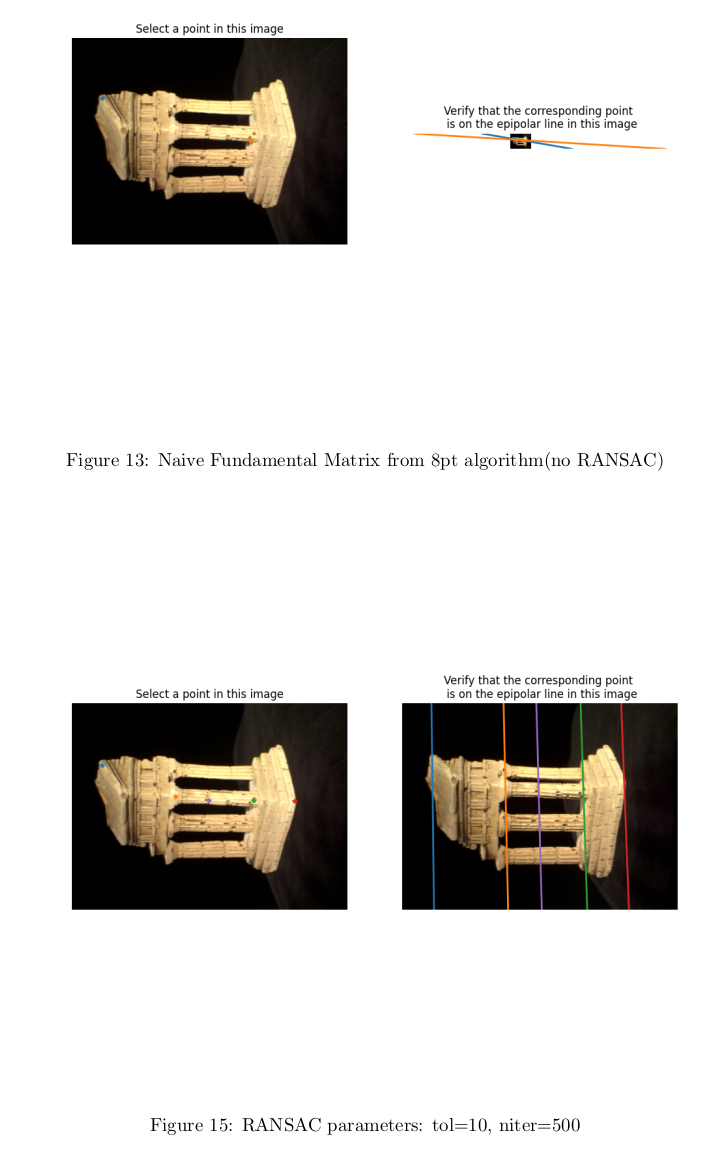 Select a point in this image
Verify that the corresponding point
is on the epipolar line in this image
Figure 13: Naive Fundamental Matrix from 8pt algorithm(no RANSAC)
Select a point in this image
Verify that the corresponding point
is on the epipolar line in this image
Figure 15: RANSAC parameters: tol=10, niter=500